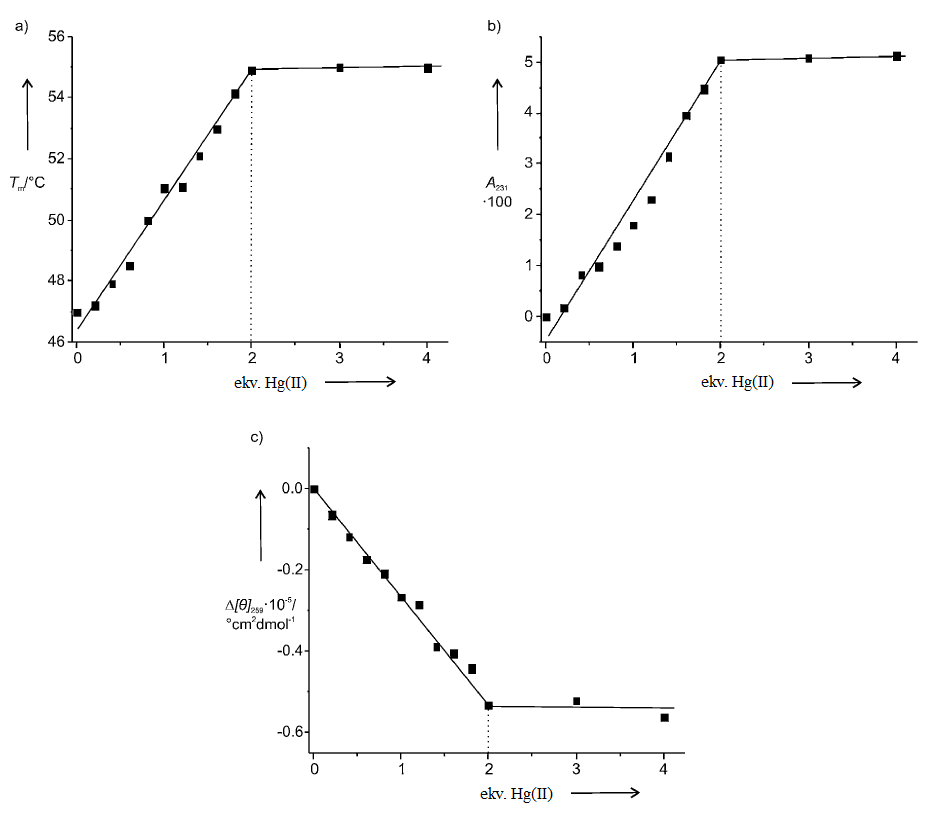 a)
56
54
52
50
48
46
Tm/°C
0 1 2 3 4
ekv. Hg(II)
b)
5
4
3
2
1
0
A231
·100
0 1 2 3 4
ekv. Hg(II)
c)
0.0
-0.2
-0.4
-0.6
Δ[θ]259·10-5/
°cm2dmol-1
0 1 2 3 4
ekv. Hg(II)